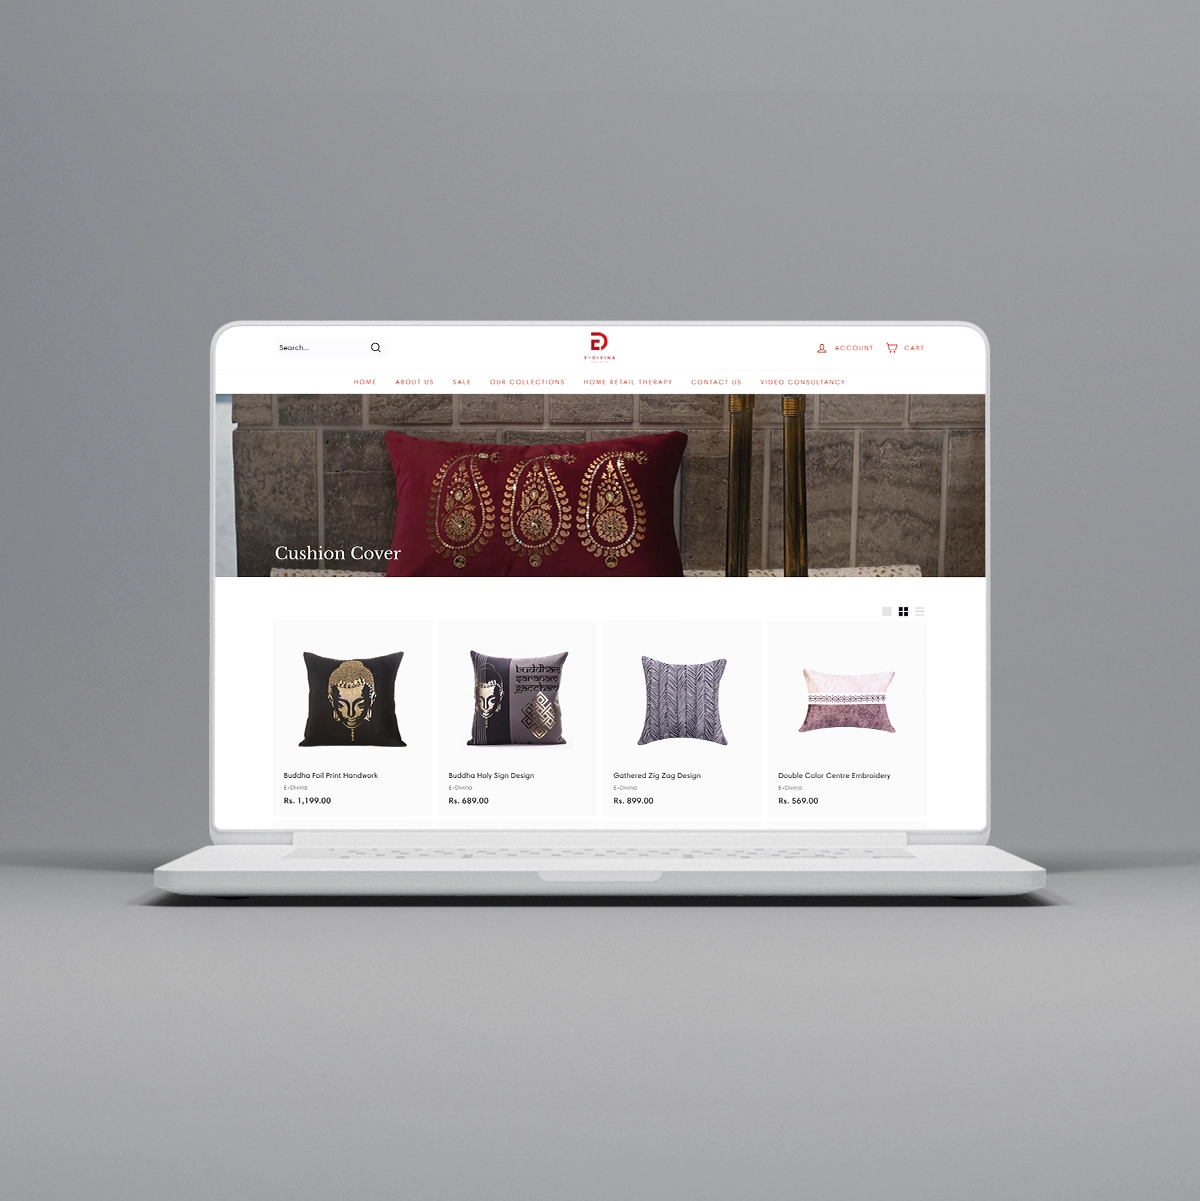 Search...
E•DIVINA
ACCOUNT
CART
HOME
ABOUT US
SALE
OUR COLLECTIONS
HOME RETAIL THERAPY
CONTACT US
VIDEO CONSULTANCY
Cushion Cover
buddham
saranam
gaccham
Buddha Foil Print Handwork
E•Divina
Rs. 1,199.00
Buddha Holy Sign Design
E•Divina
Rs. 689.00
Gathered Zig Zag Design
E•Divina
Rs. 899.00
Double Color Centre Embroidery
E•Divina
Rs. 569.00